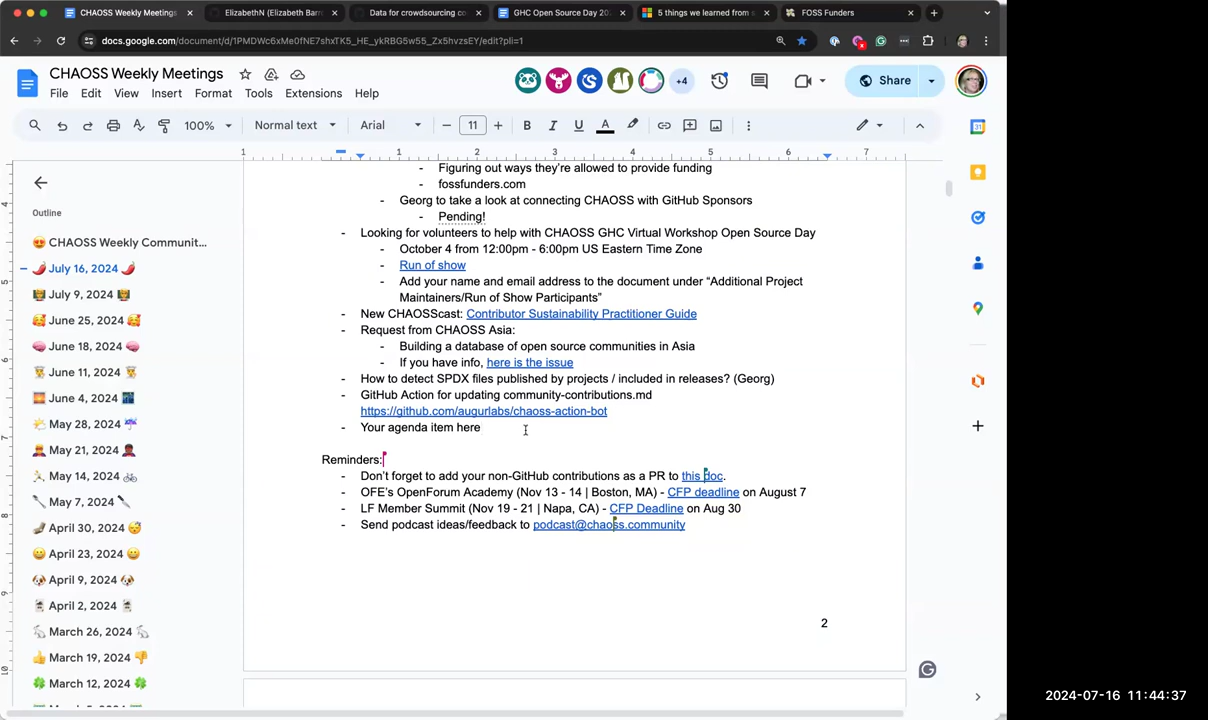 CHAOSS Weekly Meetings
ElizabethN (Elizabeth Barr
Data for crowdsourcing co
GHC Open Source Day 202
5 things we learned from
FOSS Funders
docs.google.com/document/d/1PMDWc6xMe0fNE7shxTK5_HE_ykRBG5w55_Zx5hvzsEY/edit?pli=1
CHAOSS Weekly Meetings
File Edit View Insert Format Tools Extensions Help
+4
Share
100%
Normal text
Arial
11
B I U A
1 1 2 3 4 5 6 7
Outline
😍 CHAOSS Weekly Communit...
🌶️ July 16, 2024 🌶️
July 9, 2024
🥰 June 25, 2024 🥰
🧠 June 18, 2024 🧠
June 11, 2024
June 4, 2024
May 28, 2024
May 21, 2024
May 14, 2024
May 7, 2024
April 30, 2024
😀 April 23, 2024 😀
🐶 April 9, 2024 🐶
🃏 April 2, 2024 🃏
🐇 March 26, 2024 🐇
👍 March 19, 2024 👎
🍀 March 12, 2024 🍀
- Figuring out ways they're allowed to provide funding
- fossfunders.com
- Georg to take a look at connecting CHAOSS with GitHub Sponsors
- Pending!
- Looking for volunteers to help with CHAOSS GHC Virtual Workshop Open Source Day
- October 4 from 12:00pm - 6:00pm US Eastern Time Zone
- Run of show
- Add your name and email address to the document under “Additional Project
Maintainers/Run of Show Participants”
- New CHAOSScast: Contributor Sustainability Practitioner Guide
- Request from CHAOSS Asia:
- Building a database of open source communities in Asia
- If you have info, here is the issue
- How to detect SPDX files published by projects / included in releases? (Georg)
- GitHub Action for updating community-contributions.md
https://github.com/augurlabs/chaoss-action-bot
- Your agenda item here
Reminders:
- Don't forget to add your non-GitHub contributions as a PR to this doc.
- OFE's OpenForum Academy (Nov 13 - 14 | Boston, MA) - CFP deadline on August 7
- LF Member Summit (Nov 19 - 21 | Napa, CA) - CFP Deadline on Aug 30
- Send podcast ideas/feedback to podcast@chaoss.community
2
2024-07-16 11:44:37